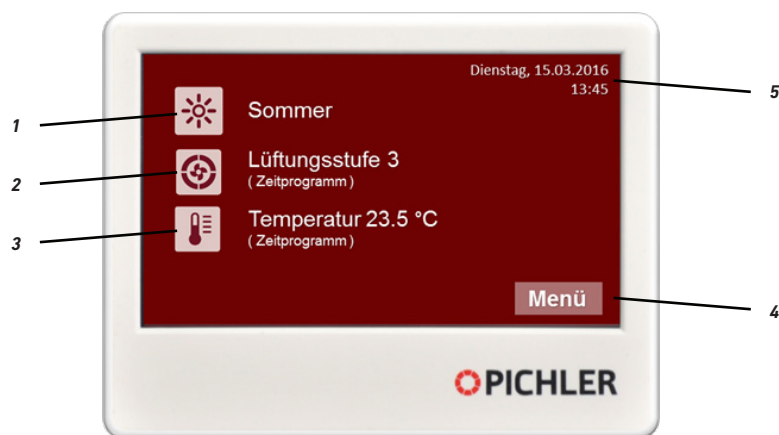 Dienstag, 15.03.2016
13:45
1
Sommer
5
2
Lüftungsstufe 3
( Zeitprogramm )
3
Temperatur 23.5 °C
( Zeitprogramm )
Menü
4
PICHLER